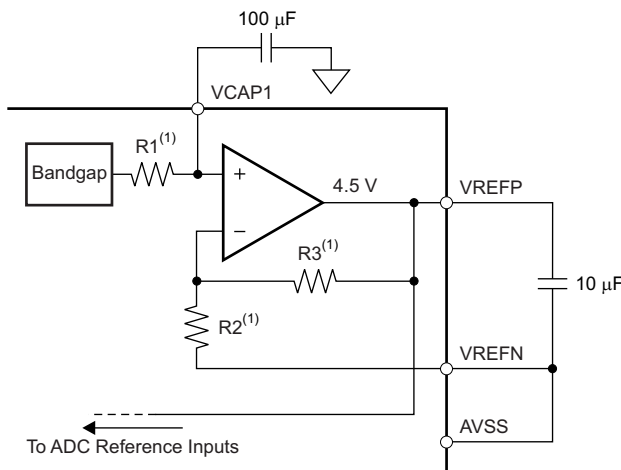 100 μF
VCAP1
R1(1)
Bandgap
+
4.5 V
VREFP
−
R3(1)
10 μF
R2(1)
VREFN
AVSS
To ADC Reference Inputs